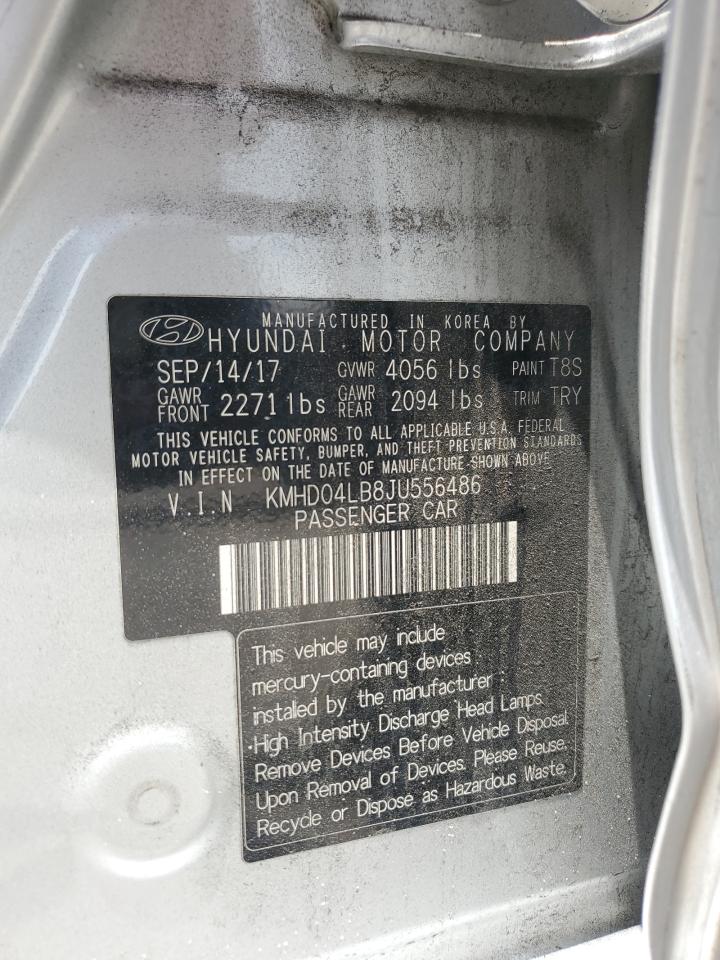 MANUFACTURED IN KOREA BY
HYUNDAI MOTOR COMPANY
SEP/14/17 GVWR 4056 lbs PAINT T8S
GAWR FRONT 2271 lbs GAWR REAR 2094 lbs TRIM TRY
THIS VEHICLE CONFORMS TO ALL APPLICABLE U.S.A. FEDERAL
MOTOR VEHICLE SAFETY, BUMPER, AND THEFT PREVENTION STANDARDS
IN EFFECT ON THE DATE OF MANUFACTURE SHOWN ABOVE.
V.I.N KMHD04LB8JU556486
PASSENGER CAR
This vehicle may include
mercury-containing devices
installed by the manufacturer :
·High Intensity Discharge Head Lamps.
Remove Devices Before Vehicle Disposal.
Upon Removal of Devices. Please Reuse.
Recycle or Dispose as Hazardous Waste.